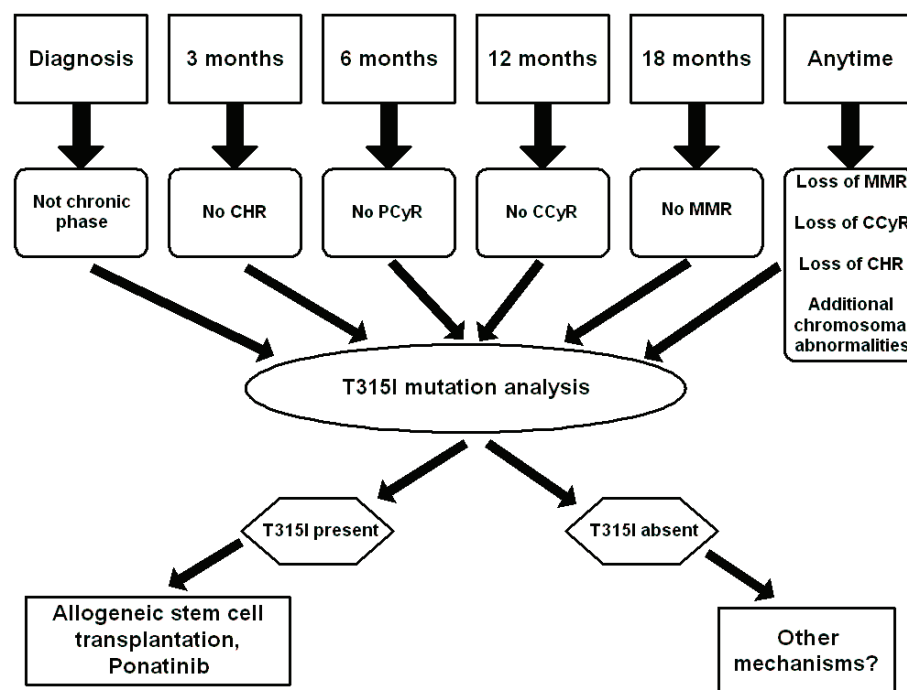 Diagnosis
3 months
6 months
12 months
18 months
Anytime
Not chronic
phase
No CHR
No PCyR
No CCyR
No MMR
Loss of MMR
Loss of CCyR
Loss of CHR
Additional
chromosomal
abnormalities
T315I mutation analysis
T315I present
T315I absent
Allogeneic stem cell
transplantation,
Ponatinib
Other
mechanisms?